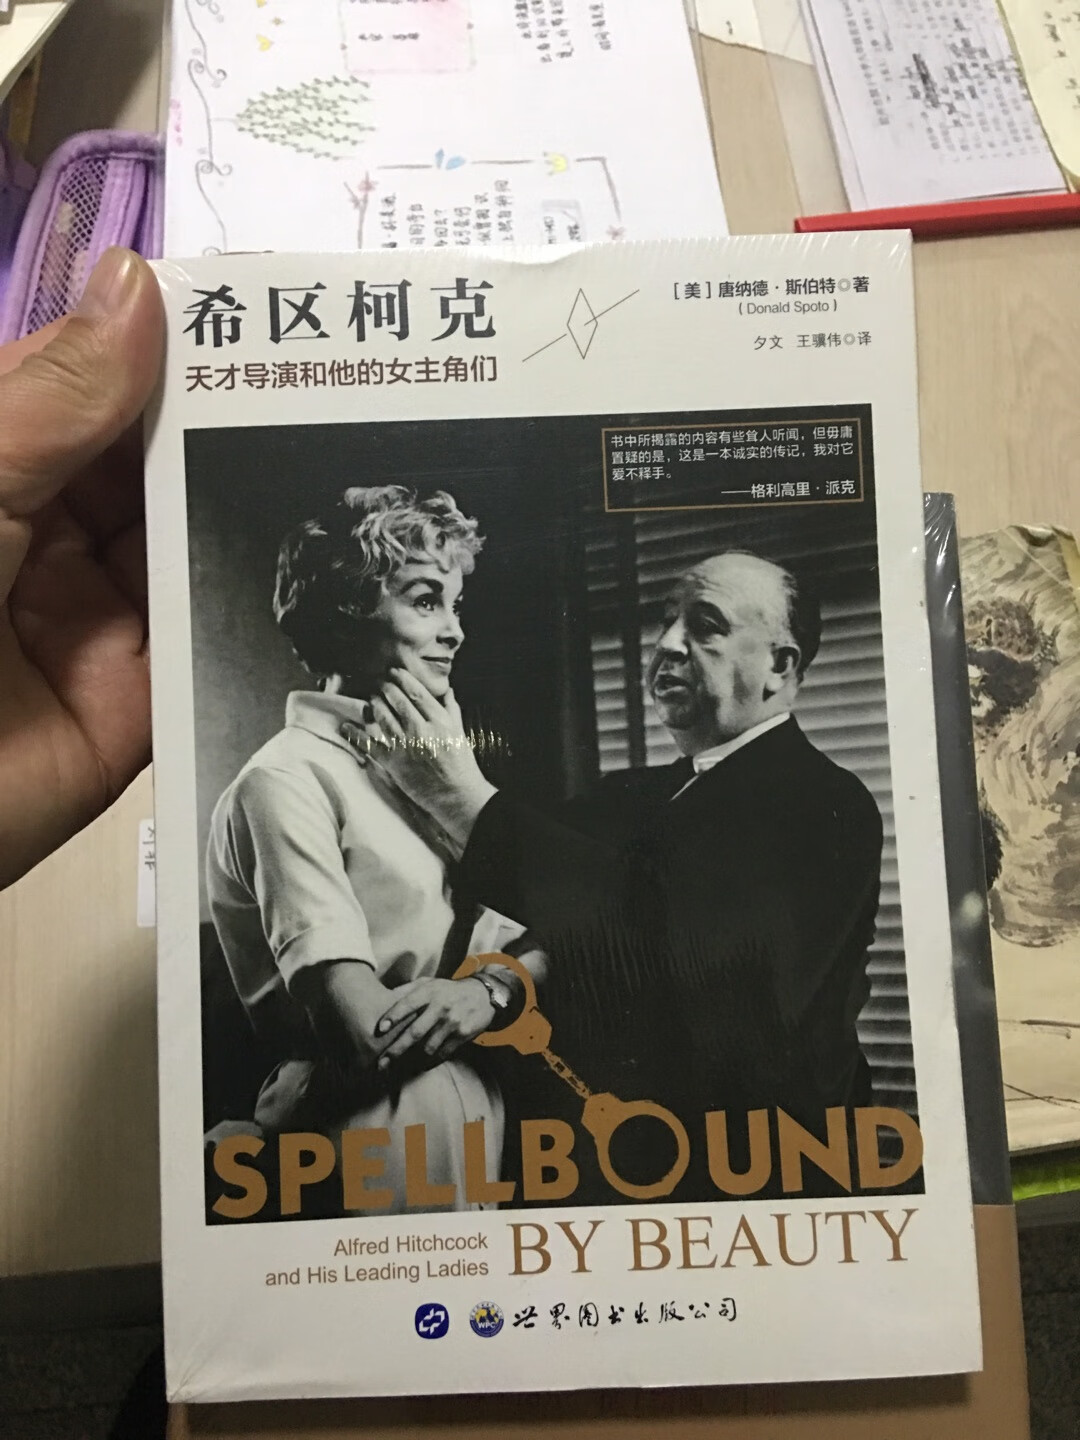 希区柯克
天才导演和他的女主角们
[美]唐纳德·斯伯特◎著
(Donald Spoto)
夕文 王骥伟◎译
书中所揭露的内容有些耸人听闻，但毋庸
置疑的是，这是一本诚实的传记，我对它
爱不释手。
——格利高里·派克
SPELLBOUND
BY BEAUTY
Alfred Hitchcock
and His Leading Ladies
WPC
世界图书出版公司